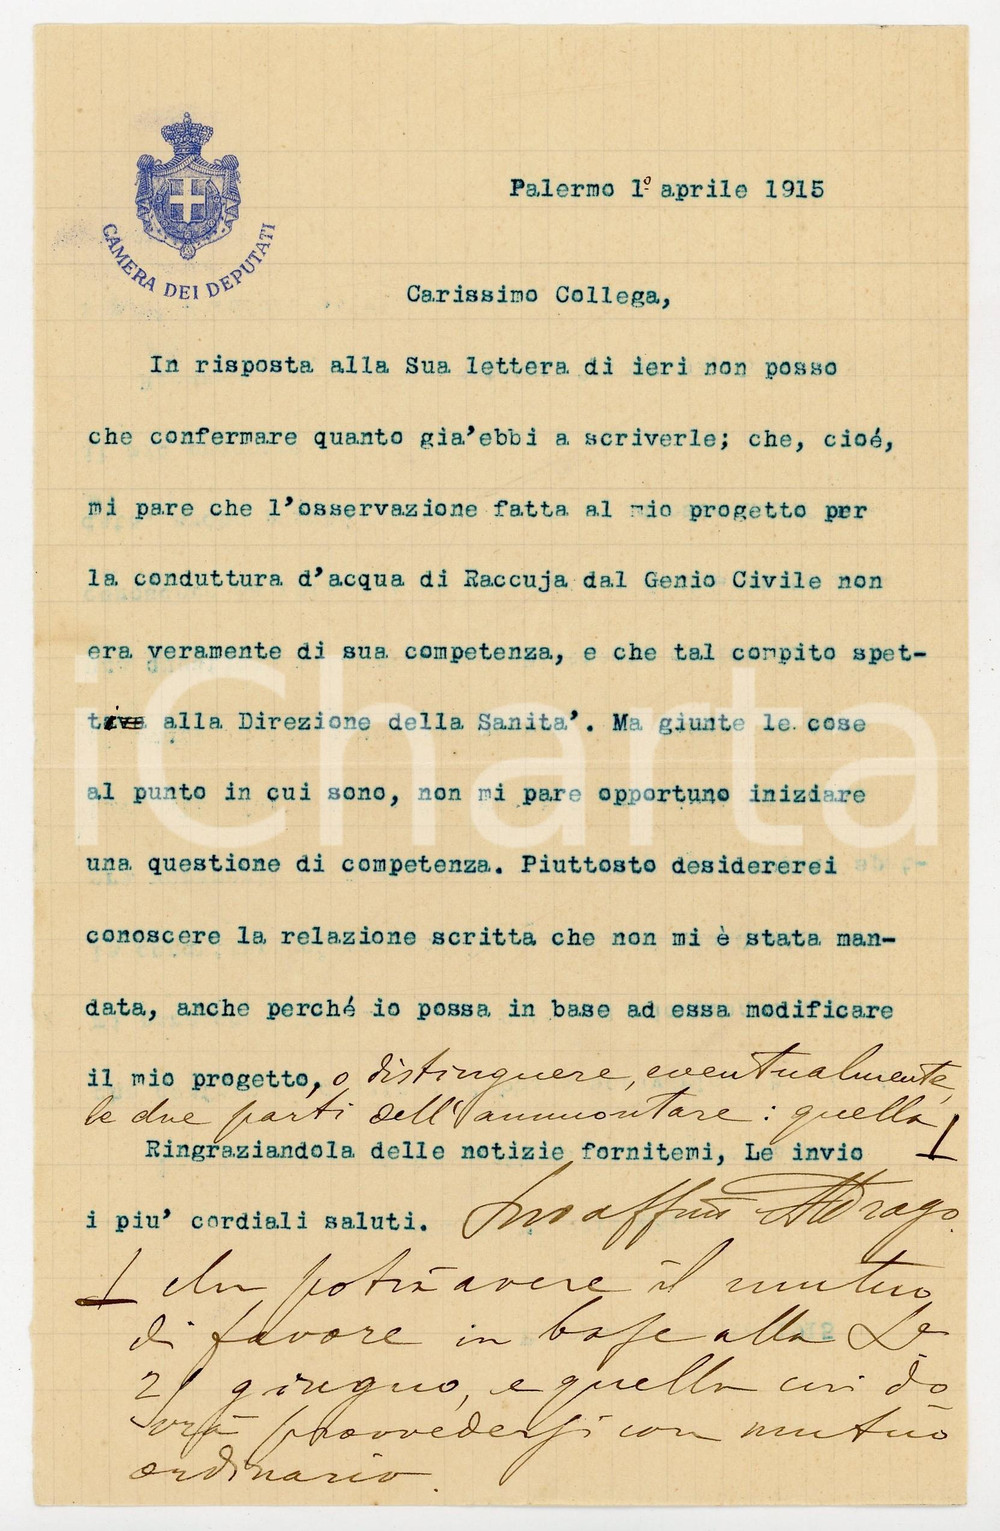 CAMERA DEI DEPUTATI
Palermo 1º aprile 1915
Carissimo Collega,
In risposta alla Sua lettera di ieri non posso
che confermare quanto gia'ebbi a scriverle; che, cioé,
mi pare che l'osservazione fatta al mio progetto per
la conduttura d'acqua di Raccuja dal Genio Civile non
era veramente di sua competenza, e che tal compito spet-
alla Direzione della Sanita'. Ma giunte le cose
al punto in cui sono, non mi pare opportuno iniziare
una questione di competenza. Piuttosto desidererei
conoscere la relazione scritta che non mi è stata man-
data, anche perché io possa in base ad essa modificare
il mio progetto, o distinguere, eventualmente,
le due parti dell'ammontare: quella
Ringraziandola delle notizie fornitemi, Le invio
i piu' cordiali saluti. Suo aff.mo Drago
che potrà avere il mutuo
di favore in base alla Le
giugno, e quella cui do
vrà provvedersi con mutuo
ordinario.
iCharta